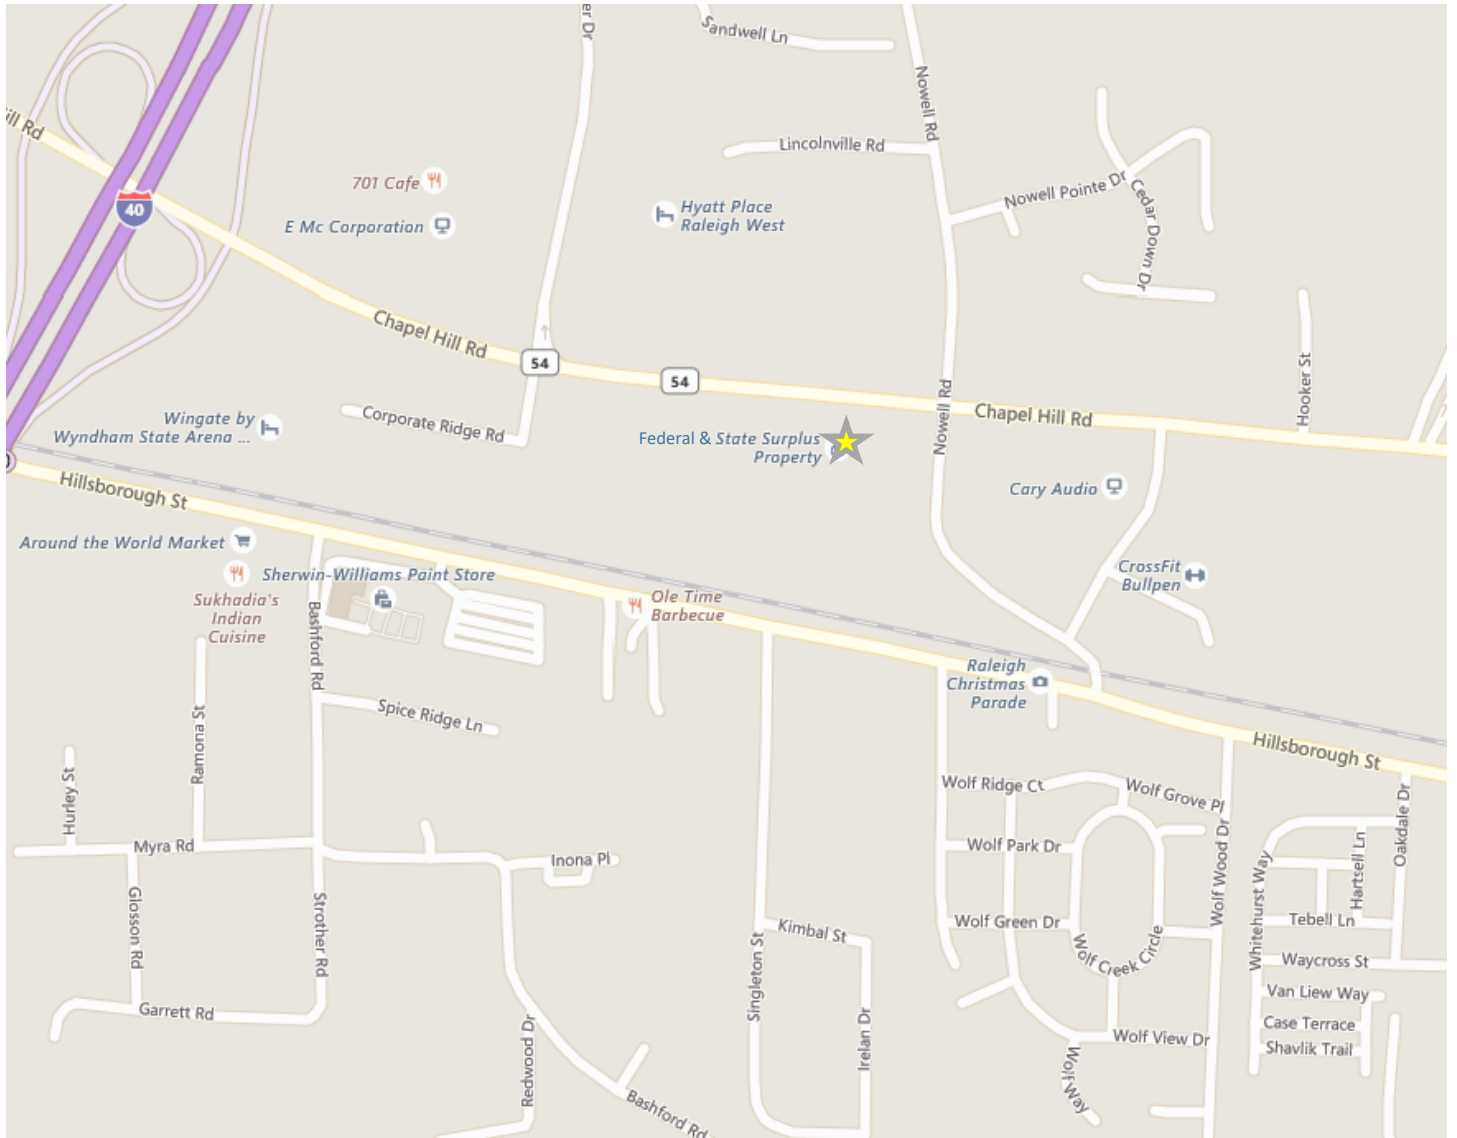 er Dr
Sandwell Ln
Nowell Rd
ill Rd
Lincolnville Rd
701 Cafe
Nowell Pointe Dr
Cedar Down Dr
40
E Mc Corporation
Hyatt Place
Raleigh West
Chapel Hill Rd
54
54
Hooker St
Nowell Rd
Chapel Hill Rd
Wingate by
Wyndham State Arena ...
Corporate Ridge Rd
Federal & State Surplus
Property
Hillsborough St
Cary Audio
Around the World Market
Sherwin-Williams Paint Store
CrossFit
Bullpen
Sukhadia's
Indian
Cuisine
Bashford Rd
Ole Time
Barbecue
Raleigh
Christmas
Parade
Spice Ridge Ln
Ramona St
Hurley St
Hillsborough St
Wolf Ridge Ct
Wolf Grove Pl
Oakdale Dr
Myra Rd
Inona Pl
Wolf Park Dr
Wolf Wood Dr
Hartsell Ln
Whitehurst Way
Glosson Rd
Strother Rd
Kimbal St
Wolf Green Dr
Wolf Creek Circle
Tebell Ln
Waycross St
Singleton St
Van Liew Way
Garrett Rd
Case Terrace
Redwood Dr
Irelan Dr
Wolf View Dr
Shavlik Trail
Wolf Way
Bashford Rd